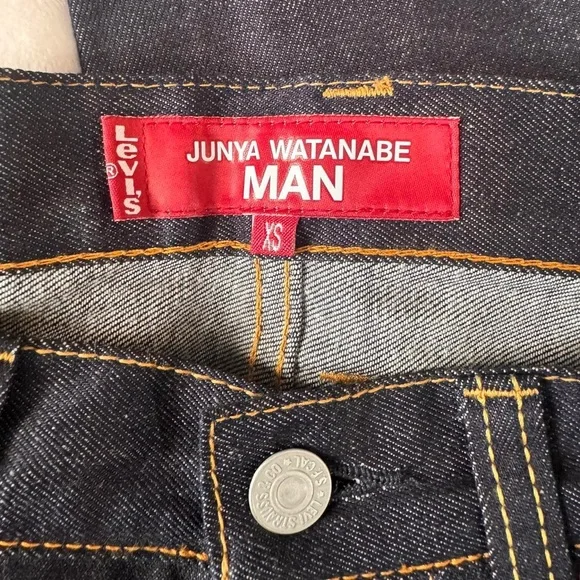 Levi's
®
JUNYA WATANABE
MAN
XS
LEVI STRAUSS & CO.
S.F. CAL